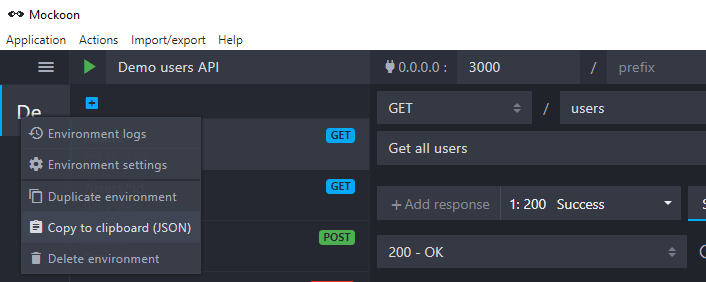 Mockoon
Application Actions Import/export Help
Demo users API
0.0.0.0 : 3000 / prefix
De
GET / users
Environment logs
GET
Get all users
Environment settings
Duplicate environment
GET
+ Add response
1: 200 Success
Copy to clipboard (JSON)
POST
200 - OK
Delete environment